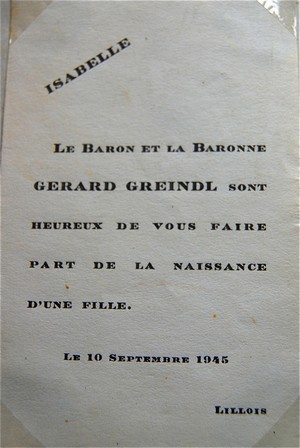 ISABELLE
LE BARON ET LA BARONNE
GERARD GREINDL SONT
HEUREUX DE VOUS FAIRE
PART DE LA NAISSANCE
D'UNE FILLE.
LE 10 SEPTEMBRE 1945
LILLOIS